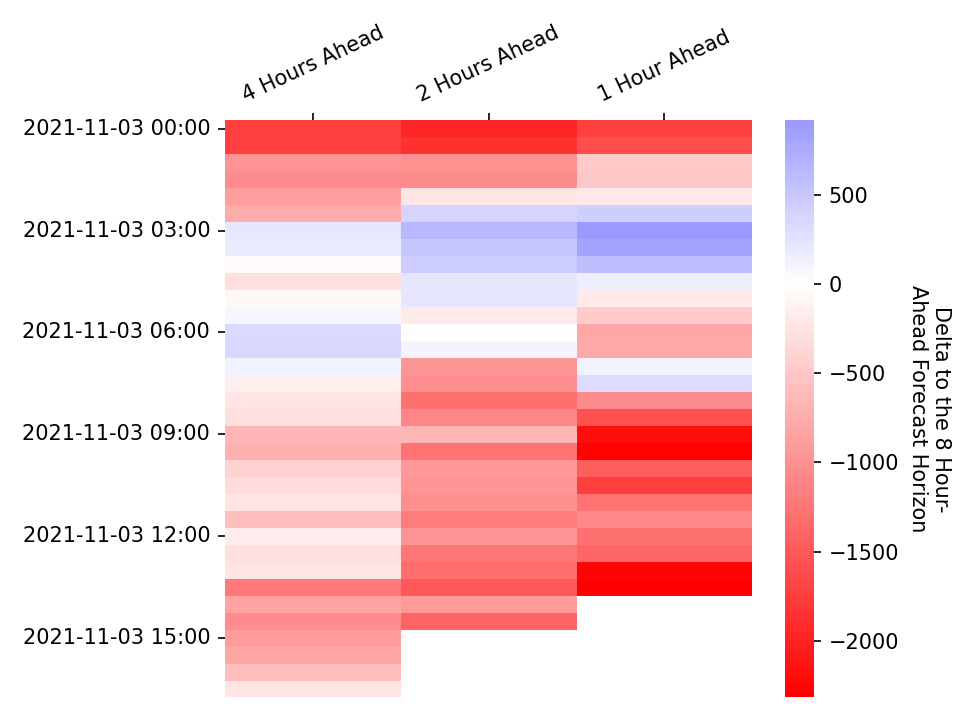 4 Hours Ahead
2 Hours Ahead
1 Hour Ahead
2021-11-03 00:00
2021-11-03 03:00
2021-11-03 06:00
2021-11-03 09:00
2021-11-03 12:00
2021-11-03 15:00
500
0
−500
−1000
−1500
−2000
Delta to the 8 Hour-
Ahead Forecast Horizon